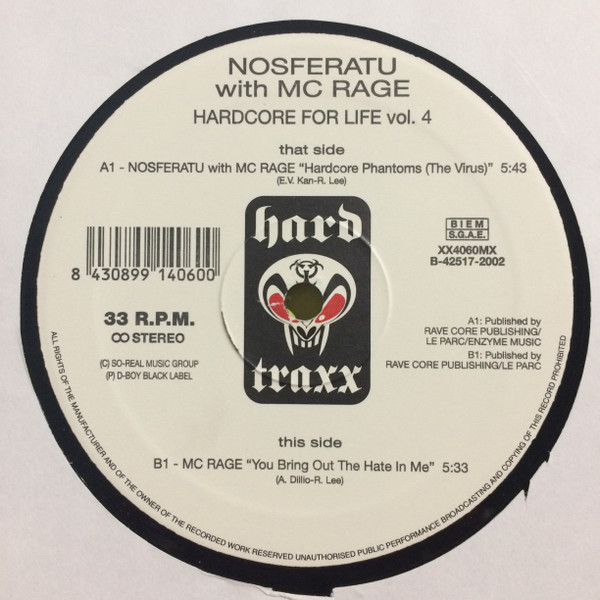 NOSFERATU
with MC RAGE
HARDCORE FOR LIFE vol. 4
that side
A1 - NOSFERATU with MC RAGE "Hardcore Phantoms (The Virus)" 5:43
(E.V. Kan-R. Lee)
hard
8 430899 140600
BIEM
S.G.A.E.
XX4060MX
B-42517-2002
33 R.P.M.
STEREO
(C) SO-REAL MUSIC GROUP
(P) D-BOY BLACK LABEL
A1: Published by
RAVE CORE PUBLISHING/
LE PARC/ENZYME MUSIC
B1: Published by
RAVE CORE PUBLISHING/LE PARC
traxx
this side
B1 - MC RAGE "You Bring Out The Hate In Me" 5:33
(A. Dillio-R. Lee)
ALL RIGHTS OF THE MANUFACTURER AND OF THE OWNER OF THE RECORDED WORK RESERVED UNAUTHORISED PUBLIC PERFORMANCE BROADCASTING AND COPYING OF THIS RECORD PROHIBITED